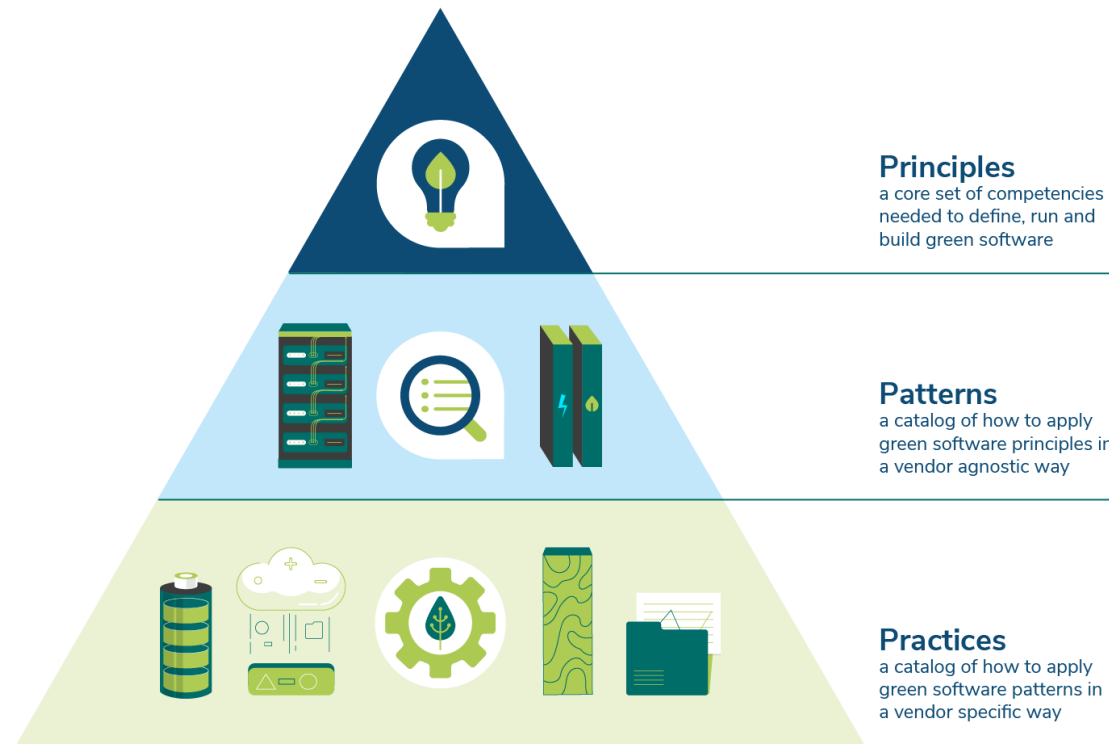 Principles
a core set of competencies
needed to define, run and
build green software
Patterns
a catalog of how to apply
green software principles in
a vendor agnostic way
Practices
a catalog of how to apply
green software patterns in
a vendor specific way